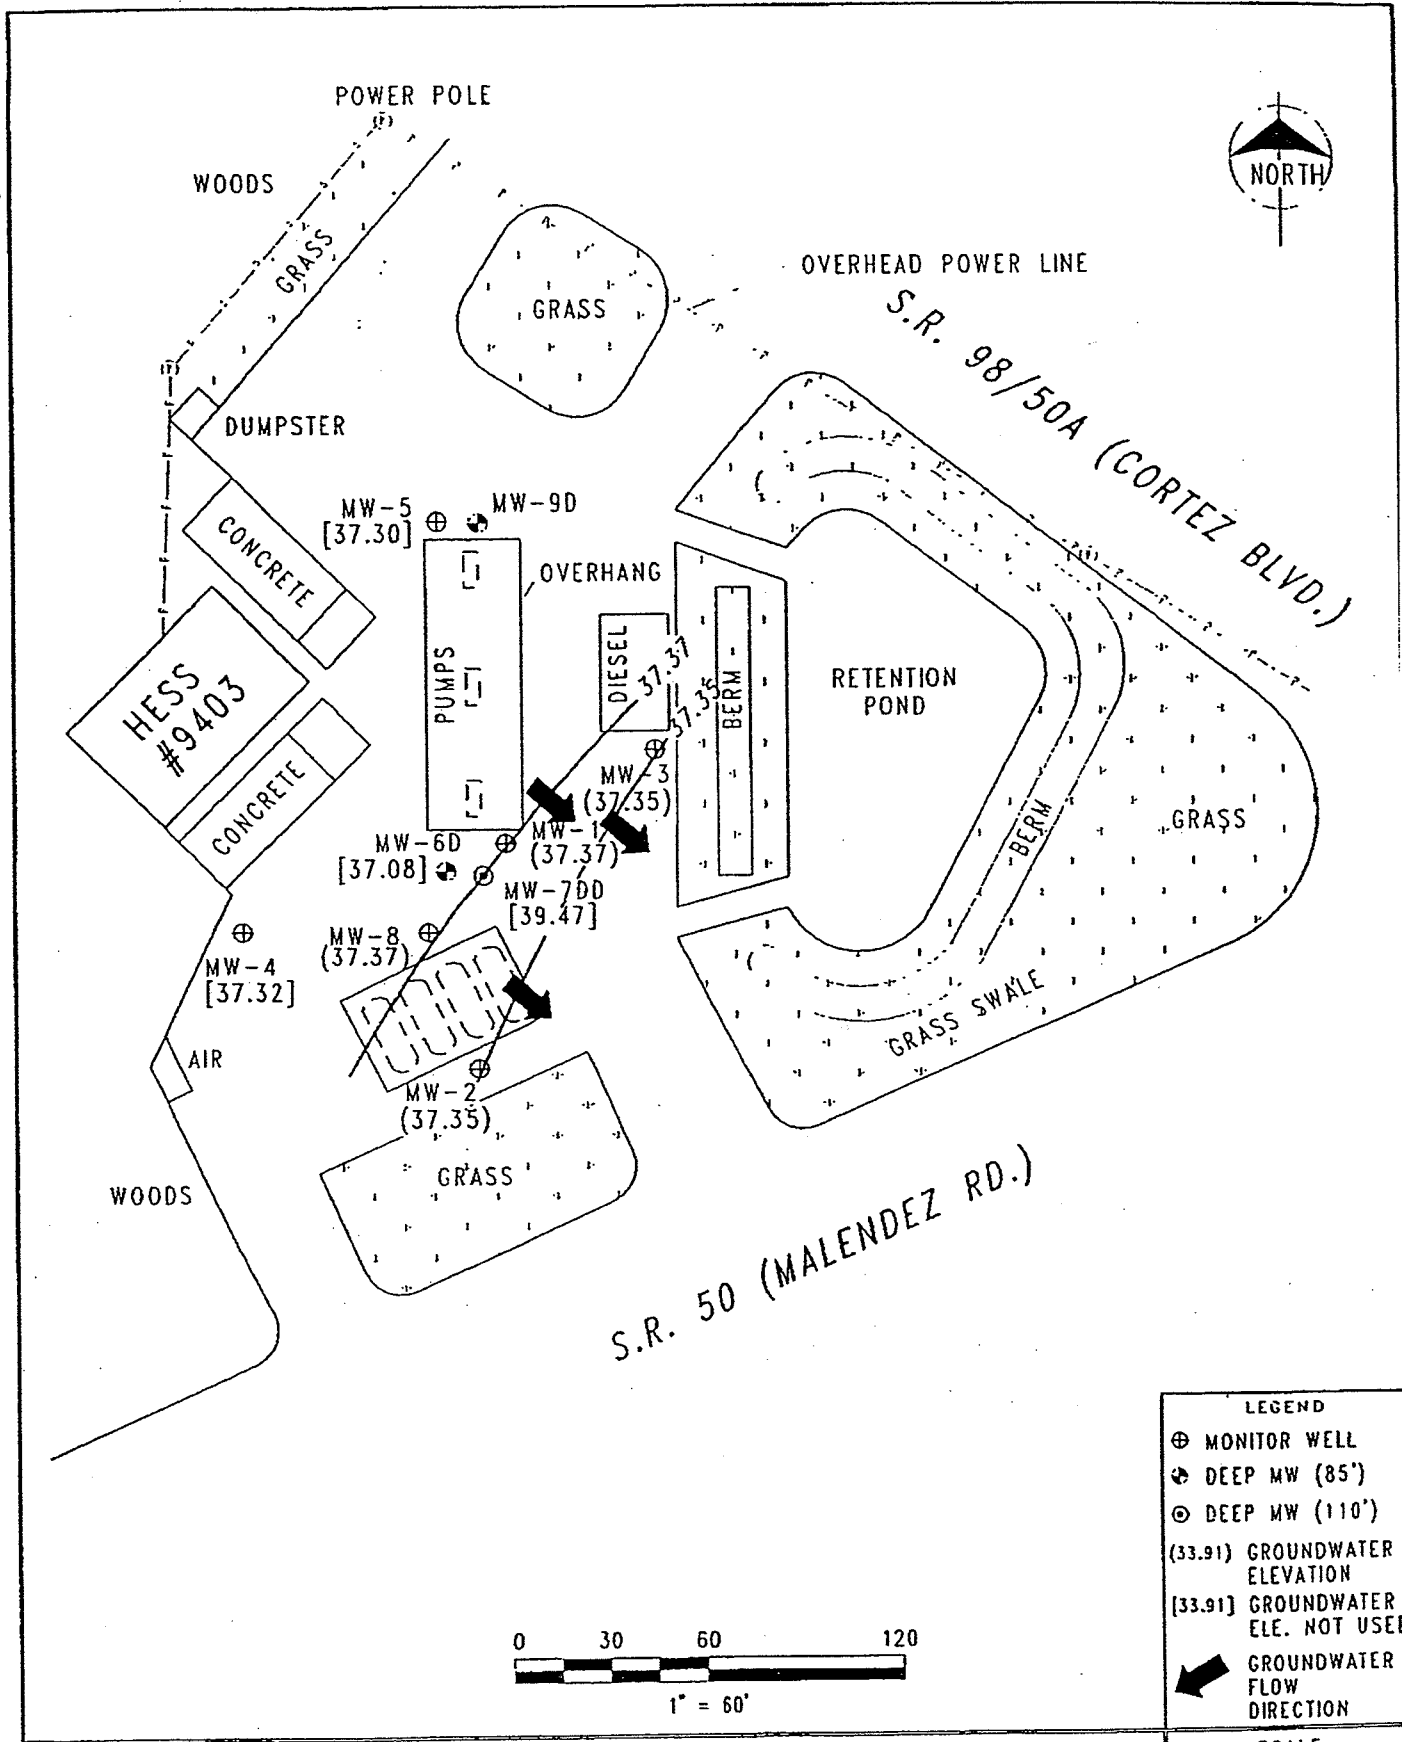 POWER POLE
WOODS
NORTH
GRASS
GRASS
OVERHEAD POWER LINE
S.R. 98/50A (CORTEZ BLVD.)
DUMPSTER
MW-5
[37.30]
MW-9D
CONCRETE
OVERHANG
HESS
#9403
PUMPS
DIESEL
37.37
37.35
BERM
RETENTION
POND
CONCRETE
MW-3
(37.35)
MW-1
(37.37)
MW-6D
[37.08]
MW-7DD
[39.47]
BERM
GRASS
MW-8
(37.37)
MW-4
[37.32]
GRASS SWALE
AIR
MW-2
(37.35)
GRASS
WOODS
S.R. 50 (MALENDEZ RD.)
LEGEND
MONITOR WELL
DEEP MW (85')
DEEP MW (110')
(33.91) GROUNDWATER
ELEVATION
[33.91] GROUNDWATER
ELE. NOT USED
GROUNDWATER
FLOW
DIRECTION
0 30 60 120
1" = 60'